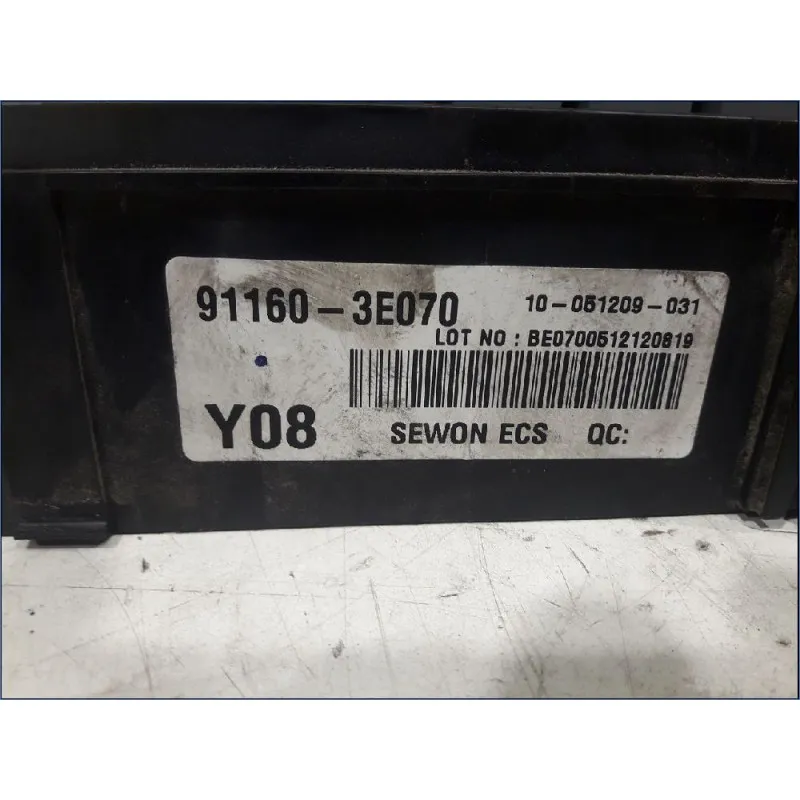 91160-3E070 10-051209-031
LOT NO : BE0700512120819
Y08 SEWON ECS QC: